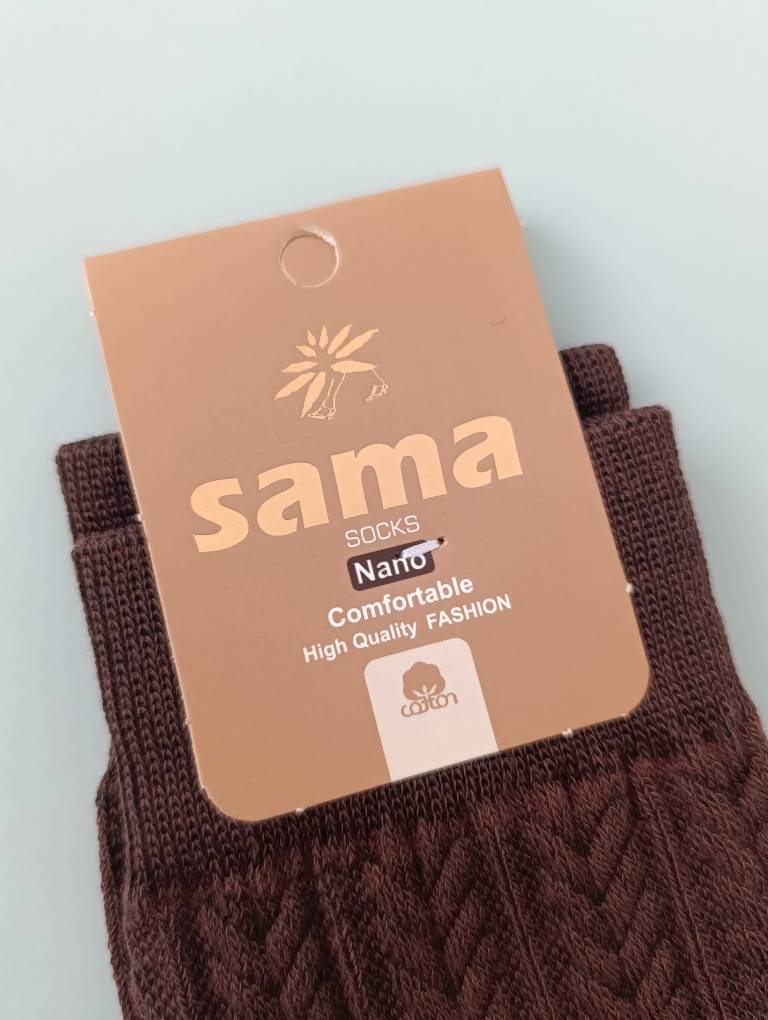 sama
SOCKS
Nano
Comfortable
High Quality FASHION
cotton